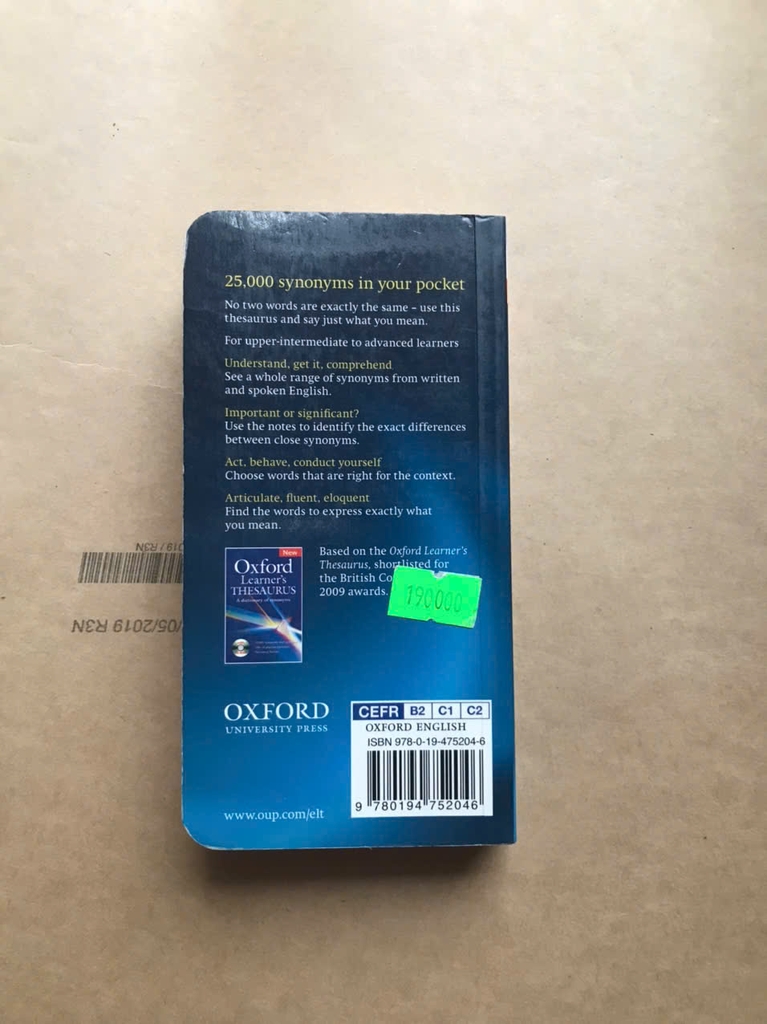 25,000 synonyms in your pocket
No two words are exactly the same – use this
thesaurus and say just what you mean.
For upper-intermediate to advanced learners
Understand, get it, comprehend
See a whole range of synonyms from written
and spoken English.
Important or significant?
Use the notes to identify the exact differences
between close synonyms.
Act, behave, conduct yourself
Choose words that are right for the context.
Articulate, fluent, eloquent
Find the words to express exactly what
you mean.
New
Oxford
Learner's
THESAURUS
A dictionary of synonyms
Based on the Oxford Learner's
Thesaurus, shortlisted for
the British
2009 awards.
190000
OXFORD
UNIVERSITY PRESS
www.oup.com/elt
CEFR B2 C1 C2
OXFORD ENGLISH
ISBN 978-0-19-475204-6
9 780194 752046
019 / R3N
/05/2019 R3N